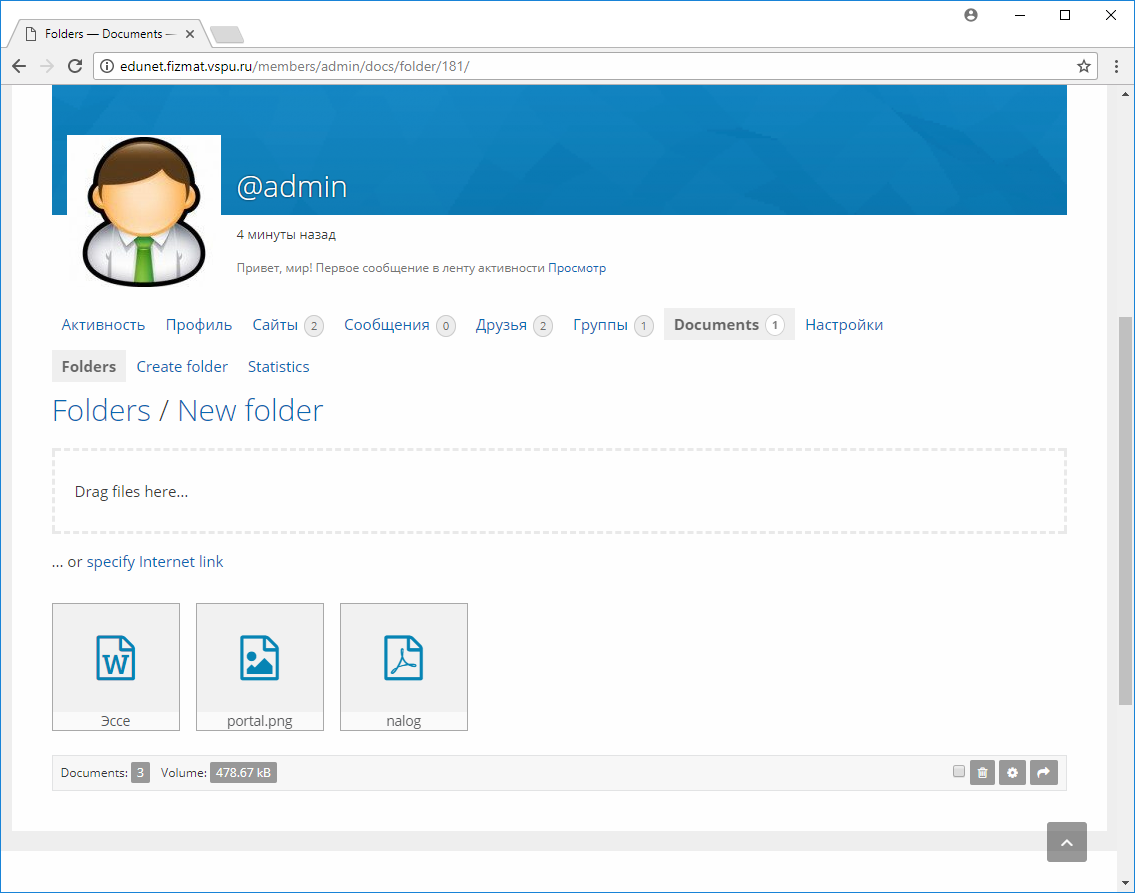 Folders — Documents —
edunet.fizmat.vspu.ru/members/admin/docs/folder/181/
@admin
4 минуты назад
Привет, мир! Первое сообщение в ленту активности Просмотр
Активность Профиль Сайты 2 Сообщения 0 Друзья 2 Группы 1 Documents 1 Настройки
Folders Create folder Statistics
Folders / New folder
Drag files here...
... or specify Internet link
W
Эссе portal.png nalog
Documents: 3 Volume: 478.67 kB